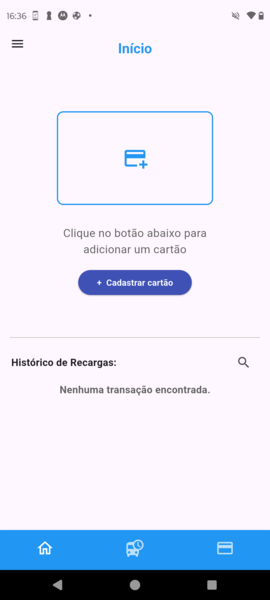 16:36
Início
Clique no botão abaixo para
adicionar um cartão
+ Cadastrar cartão
Histórico de Recargas:
Nenhuma transação encontrada.